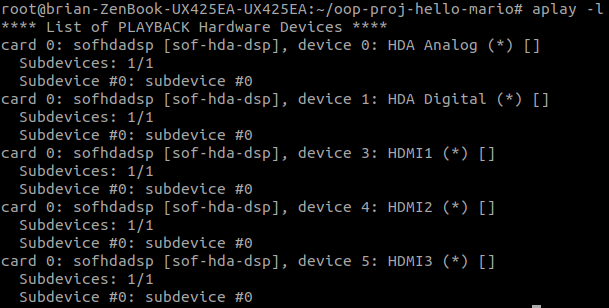 root@brian-ZenBook-UX425EA-UX425EA:~/oop-proj-hello-mario# aplay -l
**** List of PLAYBACK Hardware Devices ****
card 0: sofhdadsp [sof-hda-dsp], device 0: HDA Analog (*) []
  Subdevices: 1/1
  Subdevice #0: subdevice #0
card 0: sofhdadsp [sof-hda-dsp], device 1: HDA Digital (*) []
  Subdevices: 1/1
  Subdevice #0: subdevice #0
card 0: sofhdadsp [sof-hda-dsp], device 3: HDMI1 (*) []
  Subdevices: 1/1
  Subdevice #0: subdevice #0
card 0: sofhdadsp [sof-hda-dsp], device 4: HDMI2 (*) []
  Subdevices: 1/1
  Subdevice #0: subdevice #0
card 0: sofhdadsp [sof-hda-dsp], device 5: HDMI3 (*) []
  Subdevices: 1/1
  Subdevice #0: subdevice #0